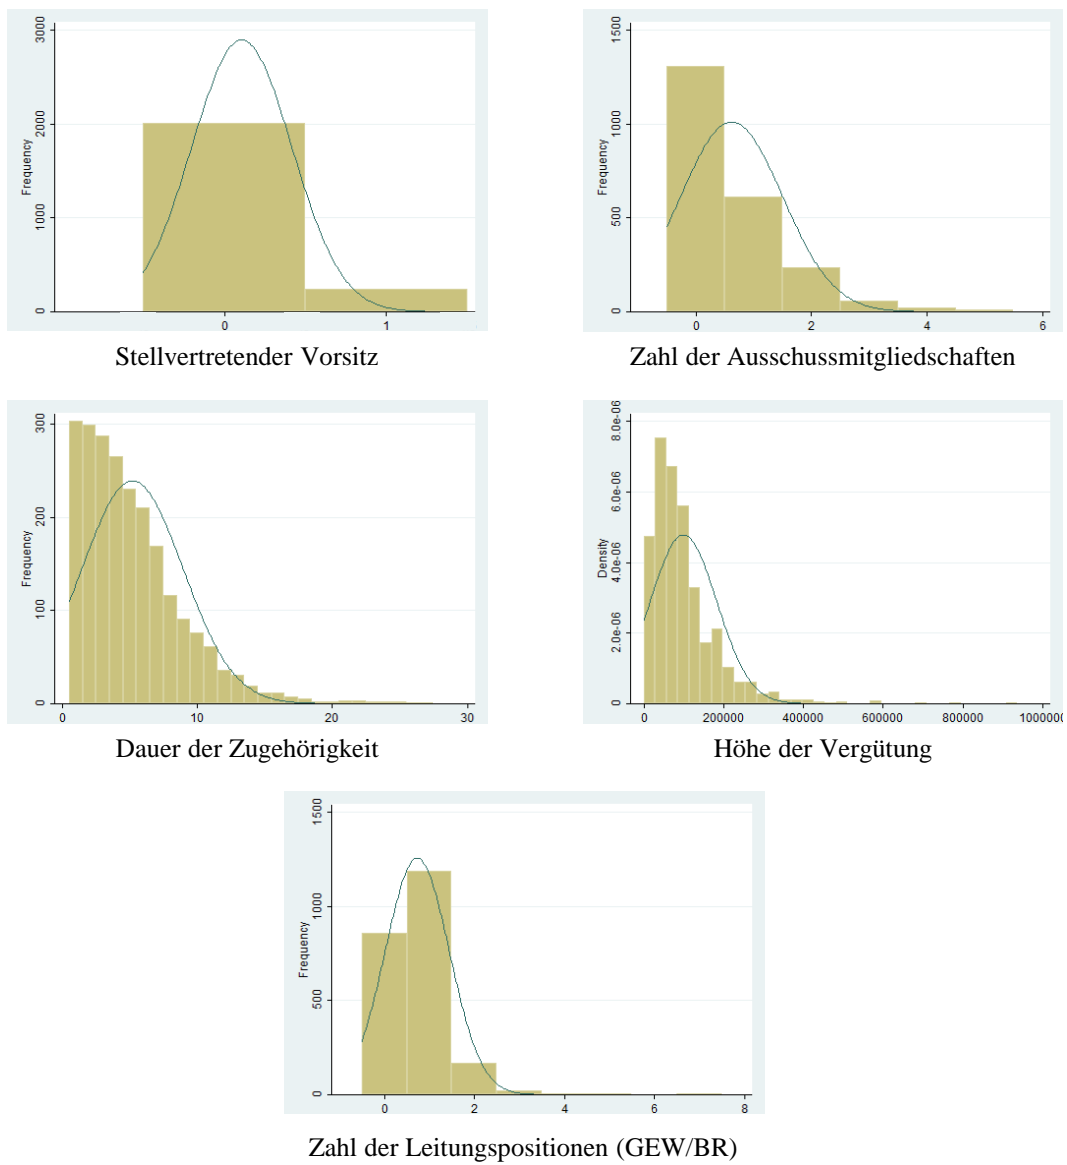 3000
2000
1000
0
Frequency
0 1
Stellvertretender Vorsitz
1500
1000
500
0
Frequency
0 2 4 6
Zahl der Ausschussmitgliedschaften
300
200
100
0
Frequency
0 10 20 30
Dauer der Zugehörigkeit
8.0e-06
6.0e-06
4.0e-06
2.0e-06
0
Density
0 200000 400000 600000 800000 1000000
Höhe der Vergütung
1500
1000
500
0
Frequency
0 2 4 6 8
Zahl der Leitungspositionen (GEW/BR)